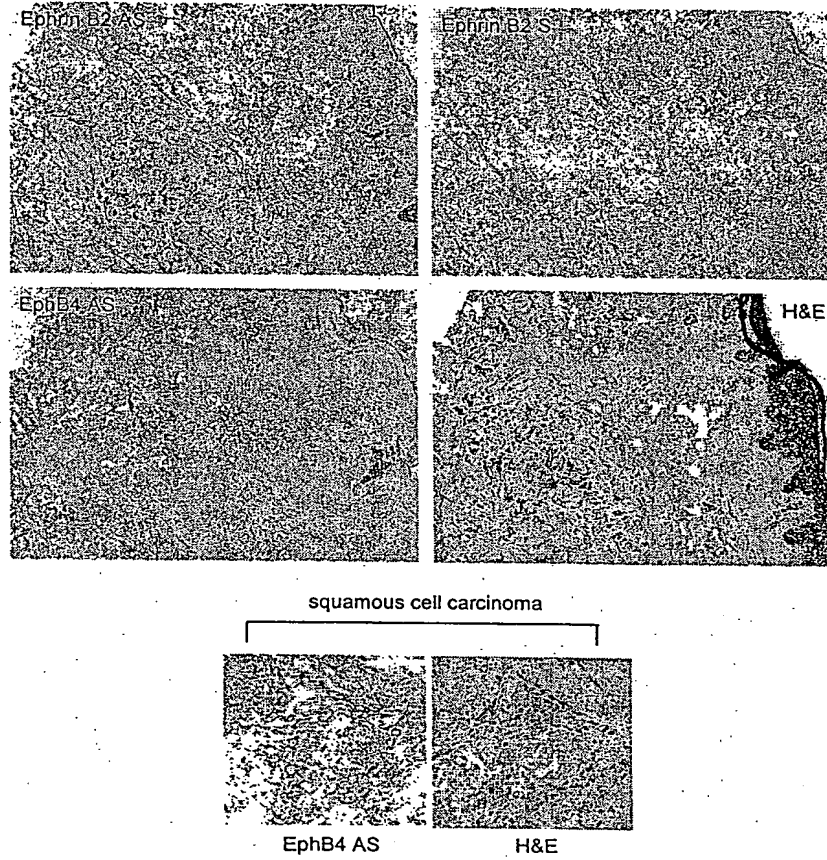 Ephrin B2 AS
Ephrin B2 S
EphB4 AS
H&E
squamous cell carcinoma
EphB4 AS
H&E